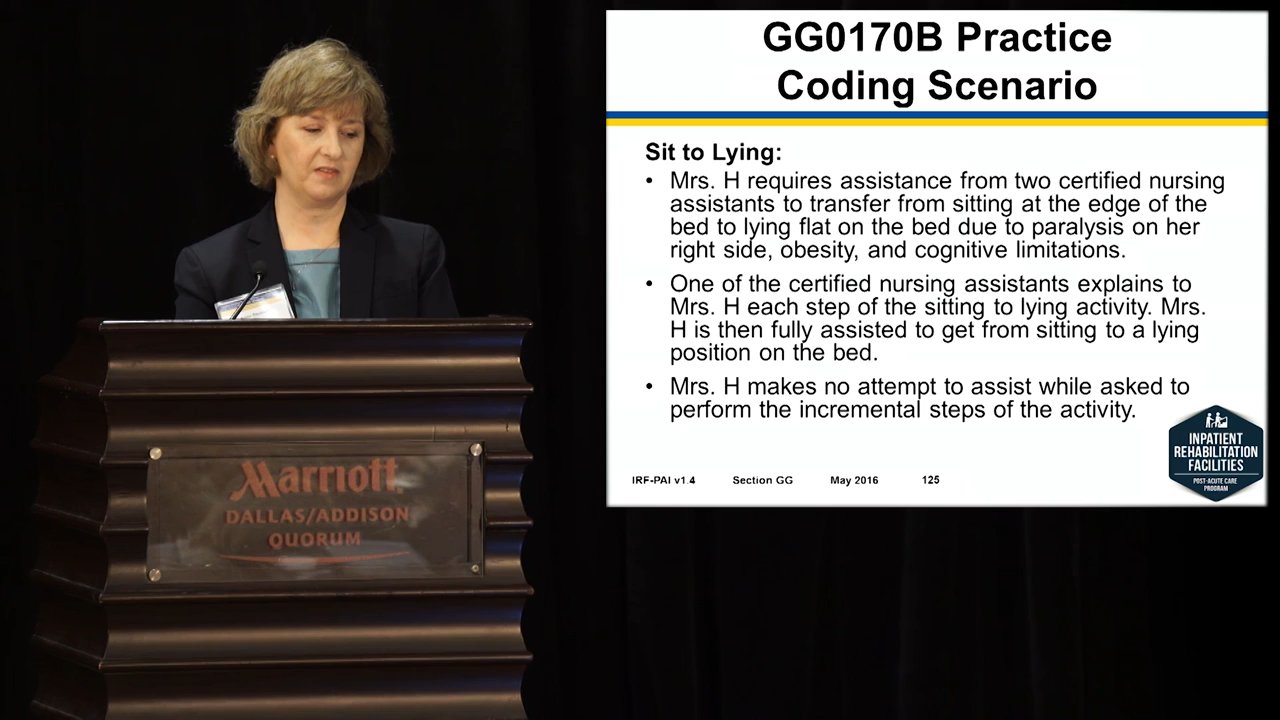 GG0170B Practice
Coding Scenario
Sit to Lying:
• Mrs. H requires assistance from two certified nursing
assistants to transfer from sitting at the edge of the
bed to lying flat on the bed due to paralysis on her
right side, obesity, and cognitive limitations.
• One of the certified nursing assistants explains to
Mrs. H each step of the sitting to lying activity. Mrs.
H is then fully assisted to get from sitting to a lying
position on the bed.
• Mrs. H makes no attempt to assist while asked to
perform the incremental steps of the activity.
IRF-PAI v1.4 Section GG May 2016 125
INPATIENT
REHABILITATION
FACILITIES
POST-ACUTE CARE
PROGRAM
Marriott
DALLAS/ADDISON
QUORUM